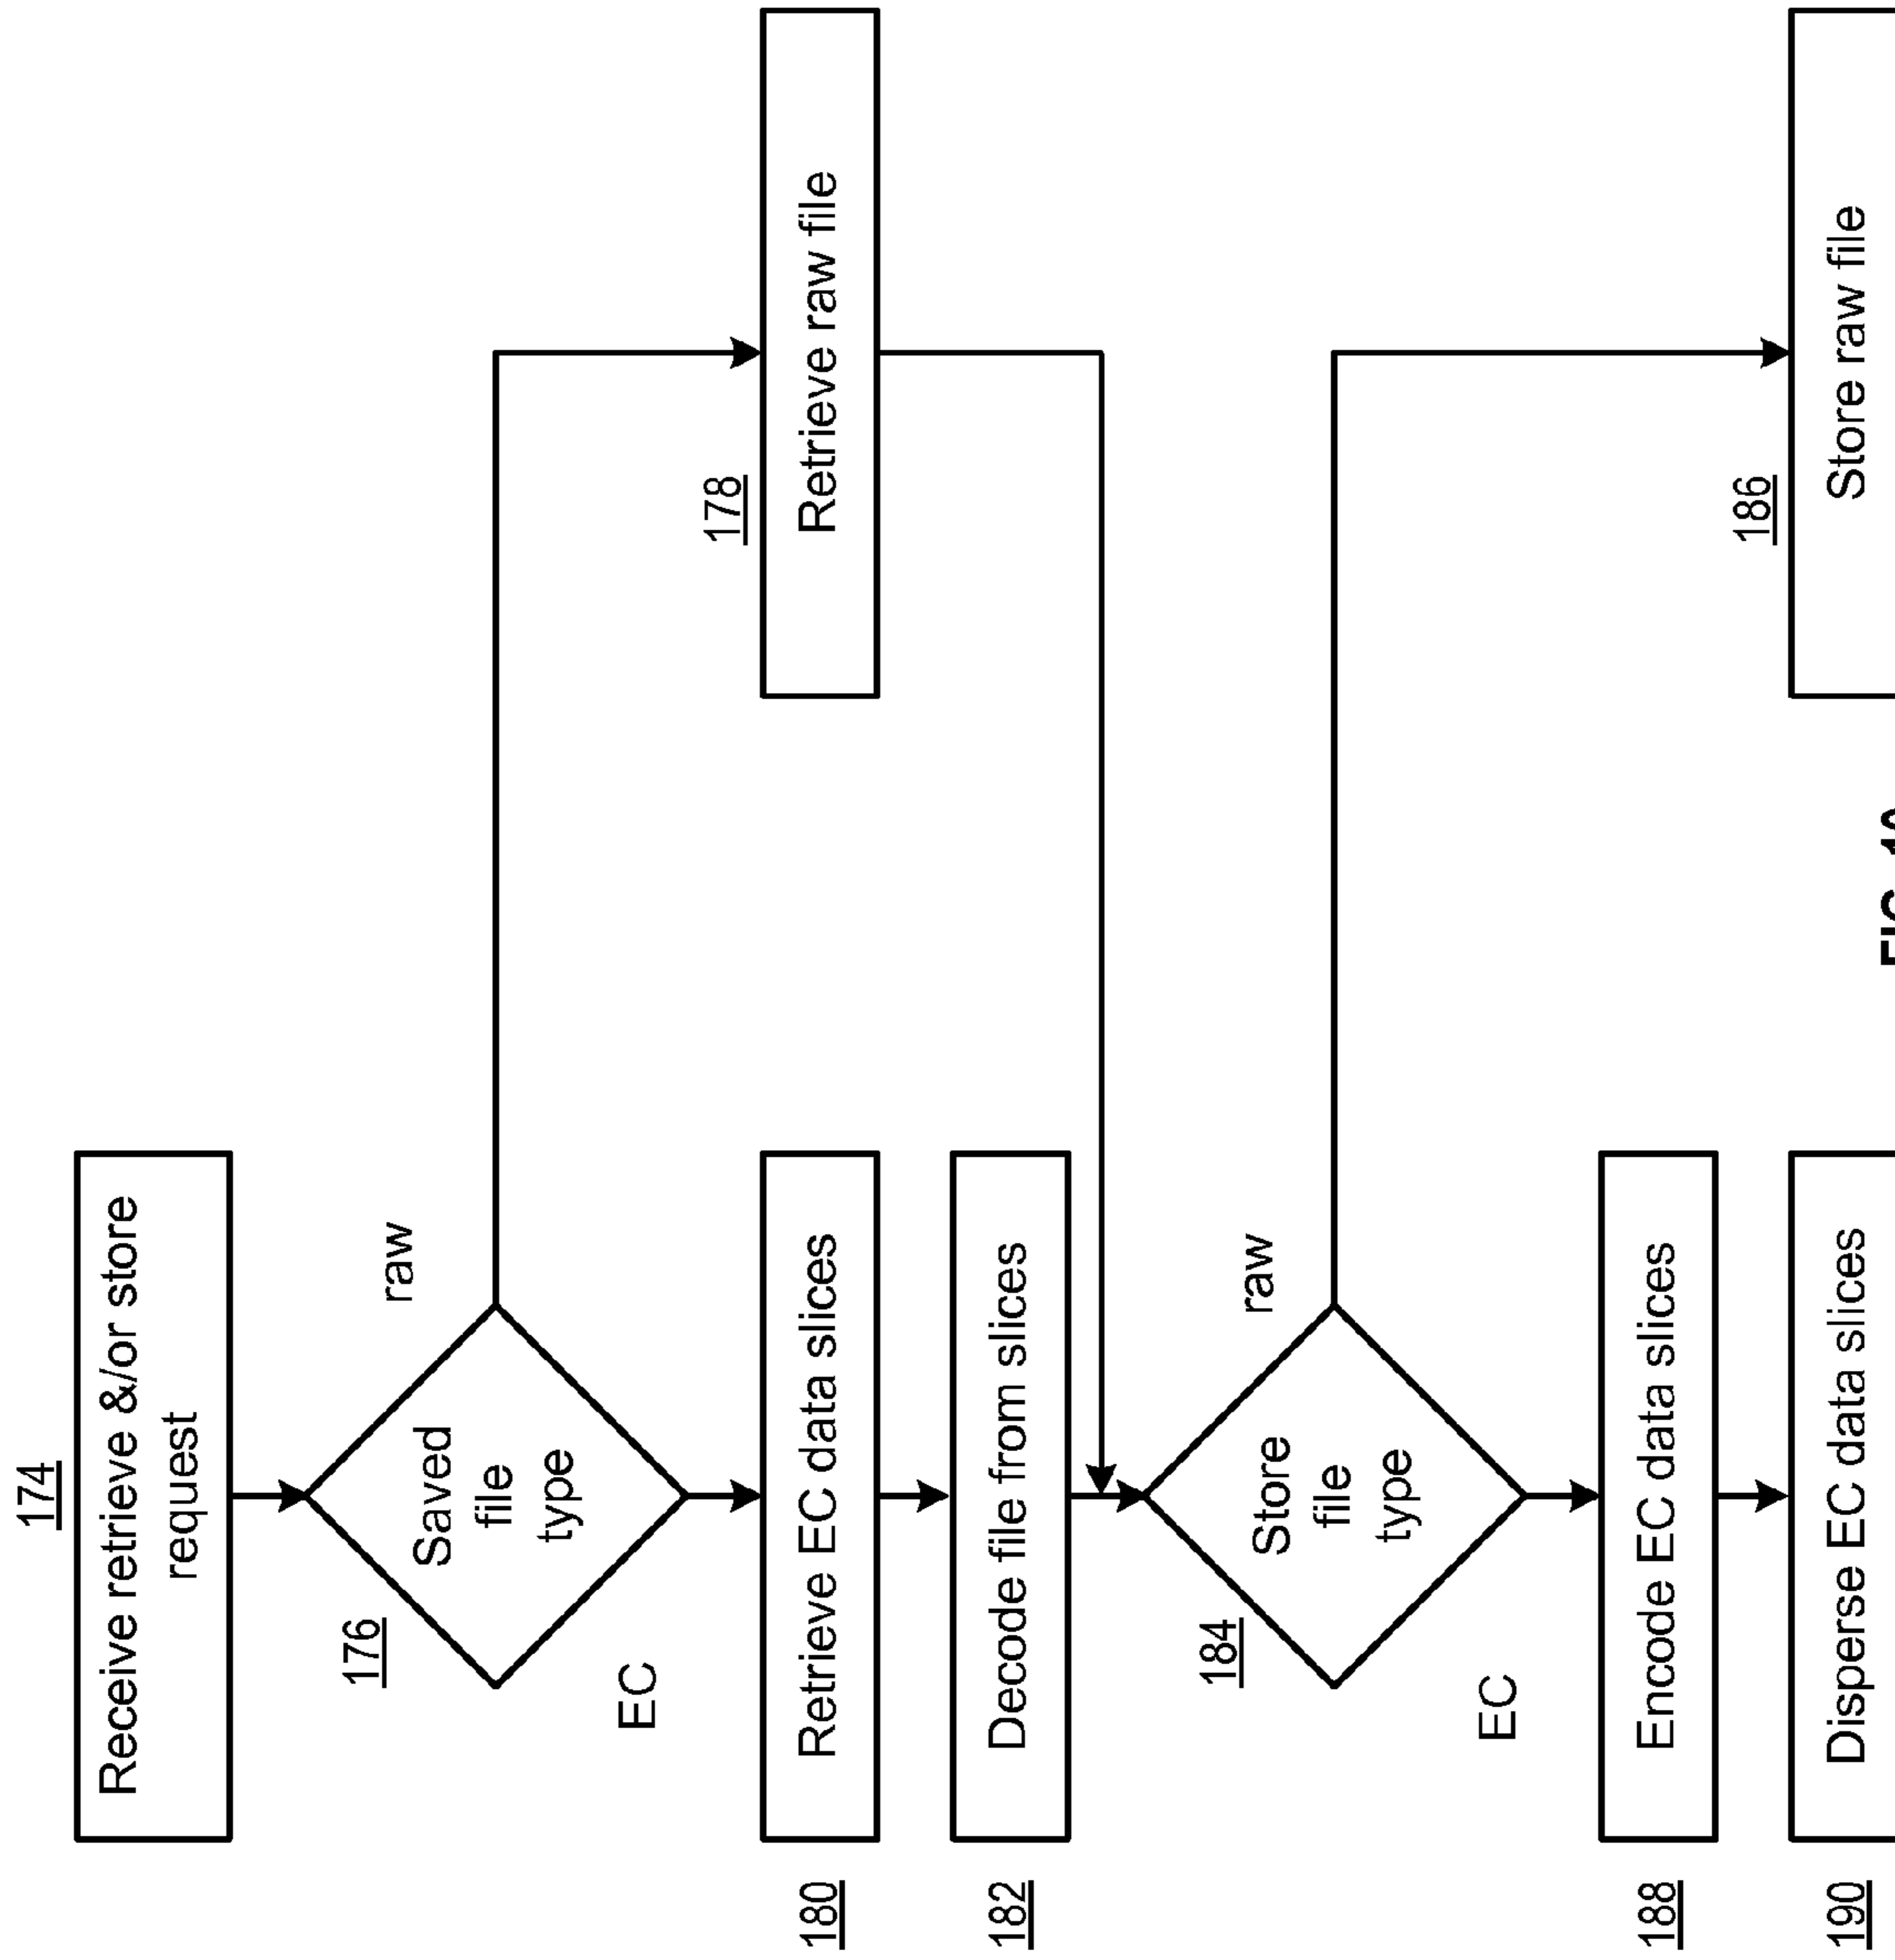 174
Receive retrieve &/or store
request
176
Saved
file
type
raw
EC
178
Retrieve raw file
180
Retrieve EC data slices
182
Decode file from slices
184
Store
file
type
raw
EC
186
Store raw file
188
Encode EC data slices
190
Disperse EC data slices